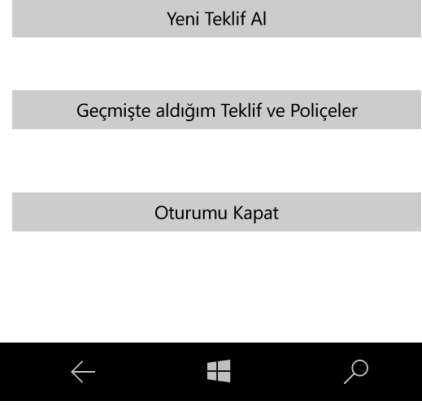 Yeni Teklif Al
Geçmişte aldığım Teklif ve Poliçeler
Oturumu Kapat